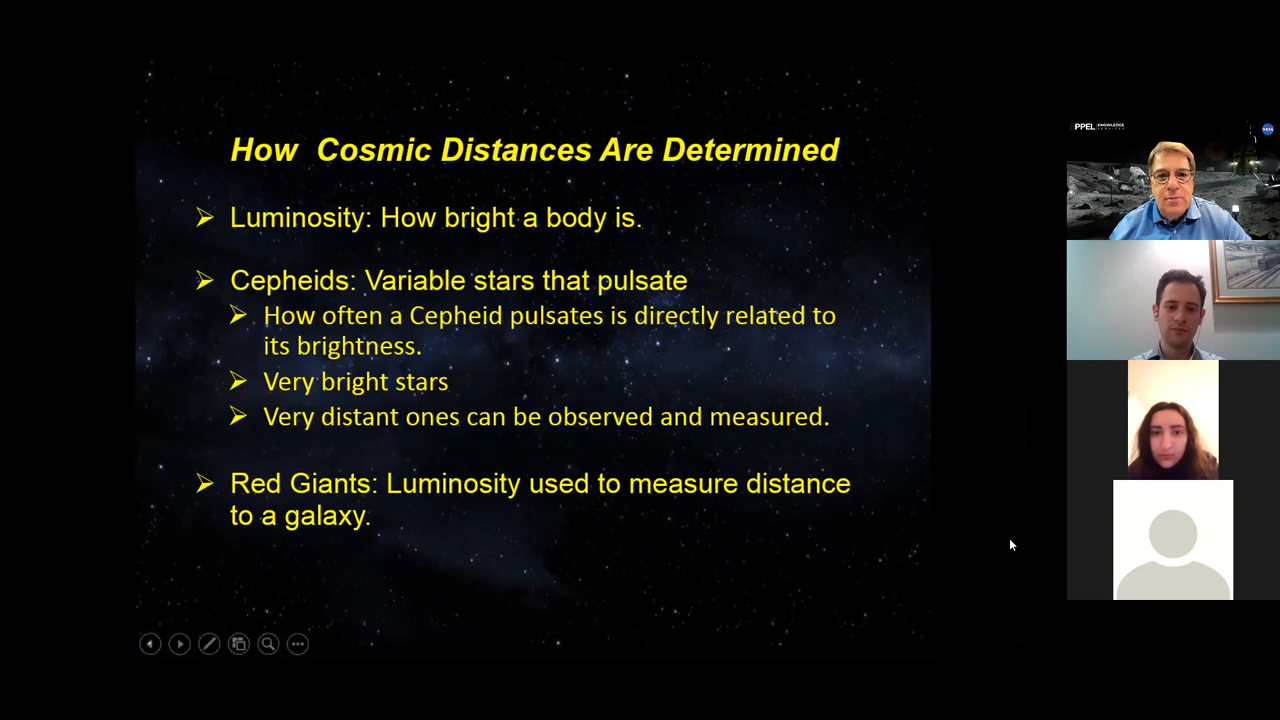 How Cosmic Distances Are Determined
Luminosity: How bright a body is.
Cepheids: Variable stars that pulsate
How often a Cepheid pulsates is directly related to
its brightness.
Very bright stars
Very distant ones can be observed and measured.
Red Giants: Luminosity used to measure distance
to a galaxy.
PPEL KNOWLEDGE
SERVICES
NASA